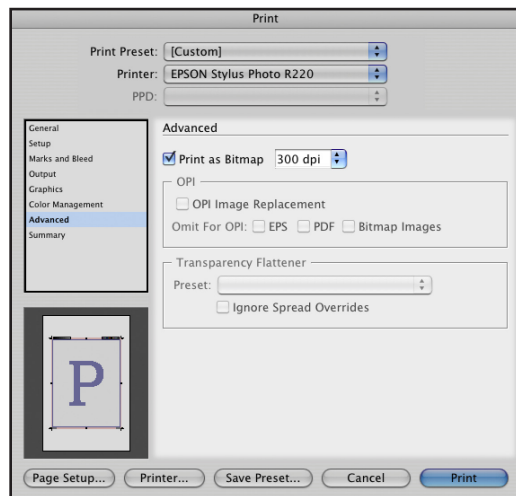 Print
Print Preset: [Custom]
Printer: EPSON Stylus Photo R220
PPD:
General
Setup
Marks and Bleed
Output
Graphics
Color Management
Advanced
Summary
Advanced
Print as Bitmap 300 dpi
OPI
OPI Image Replacement
Omit For OPI: EPS PDF Bitmap Images
Transparency Flattener
Preset:
Ignore Spread Overrides
P
Page Setup... Printer... Save Preset... Cancel Print